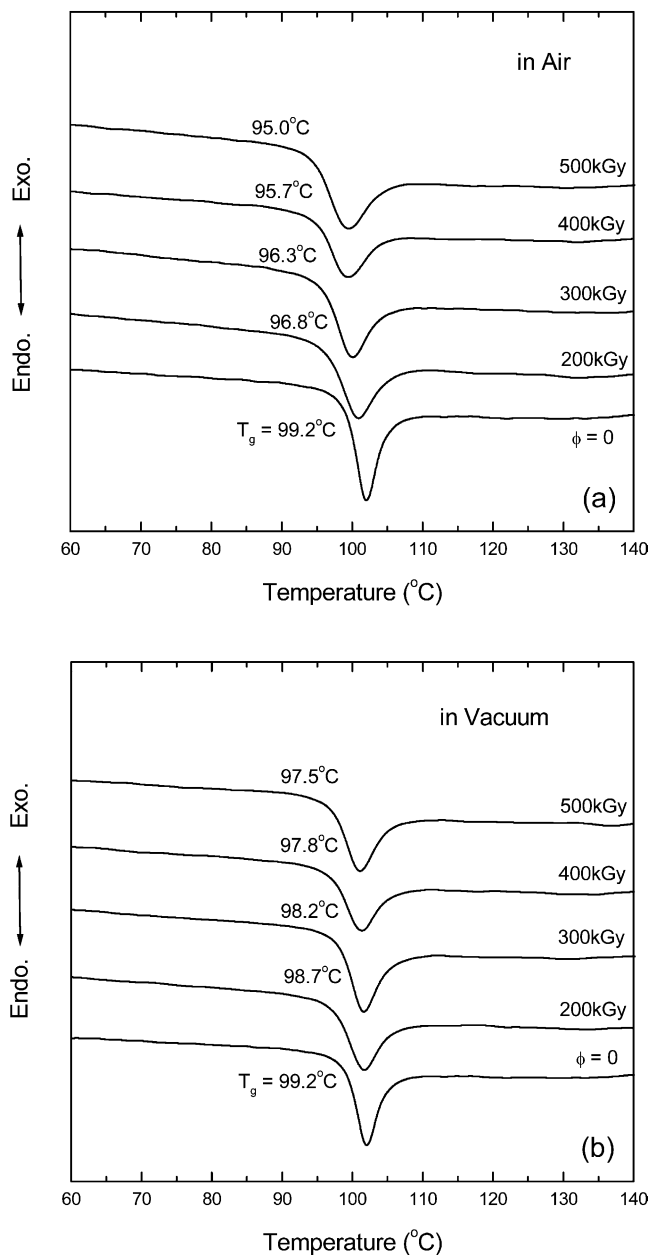 in Air
95.0°C
500kGy
95.7°C
400kGy
96.3°C
300kGy
96.8°C
200kGy
Tg = 99.2°C
ϕ = 0
Endo. Exo.
(a)
60 70 80 90 100 110 120 130 140
Temperature (°C)
in Vacuum
97.5°C
500kGy
97.8°C
400kGy
98.2°C
300kGy
98.7°C
200kGy
ϕ = 0
Tg = 99.2°C
Endo. Exo.
(b)
60 70 80 90 100 110 120 130 140
Temperature (°C)